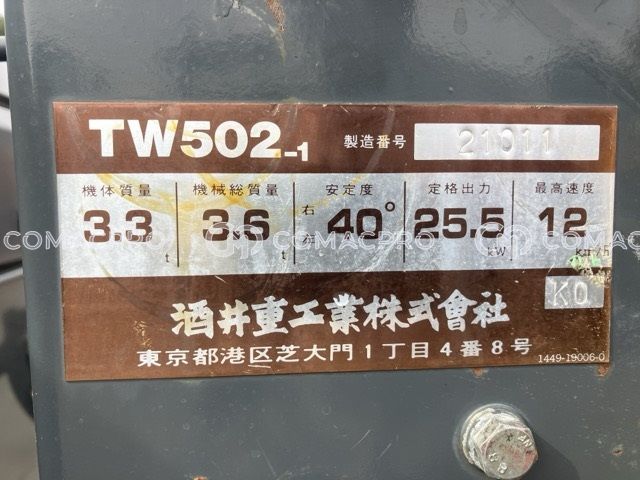 TW502-1 製造番号 21011
機体質量 機械総質量 安定度 定格出力 最高速度
3.3 t 3.6 t 右左 40° 25.5 kW 12 km/h
COMACPRO COMACPRO COMACPRO
KO
酒井重工業株式會社
東京都港区芝大門1丁目4番8号 1449-19006-0